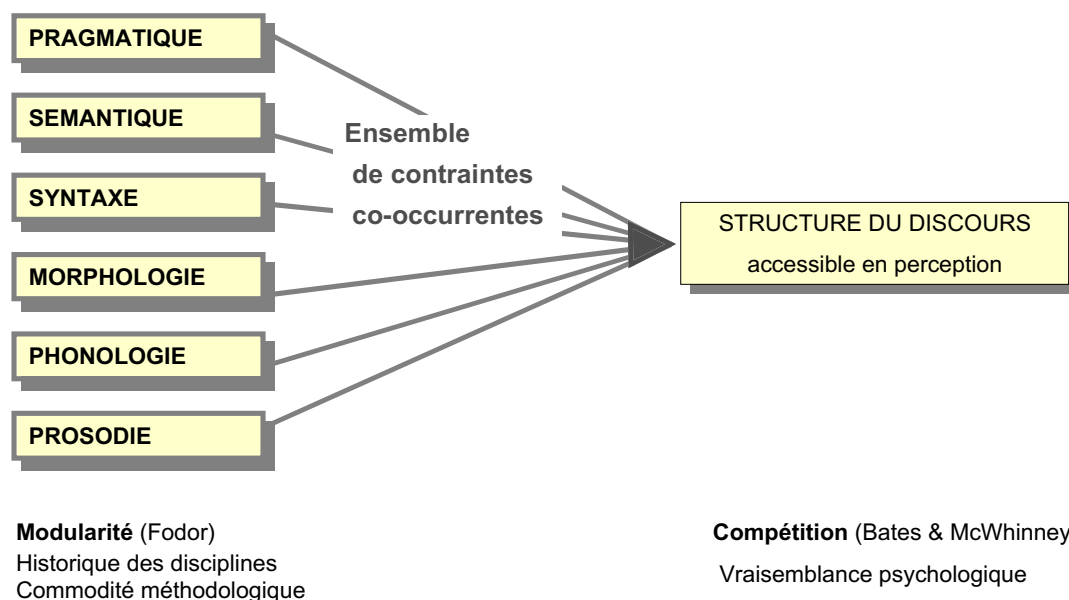 PRAGMATIQUE
SEMANTIQUE
SYNTAXE
MORPHOLOGIE
PHONOLOGIE
PROSODIE
Ensemble
de contraintes
co-occurrentes
STRUCTURE DU DISCOURS
accessible en perception
Modularité (Fodor)
Historique des disciplines
Commodité méthodologique
Compétition (Bates & McWhinney
Vraisemblance psychologique